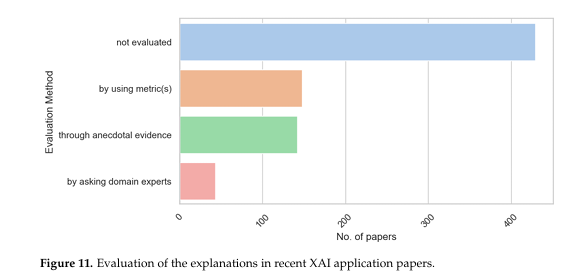 Evaluation Method
not evaluated
by using metric(s)
through anecdotal evidence
by asking domain experts
0
100
200
300
400
No. of papers
Figure 11. Evaluation of the explanations in recent XAI application papers.